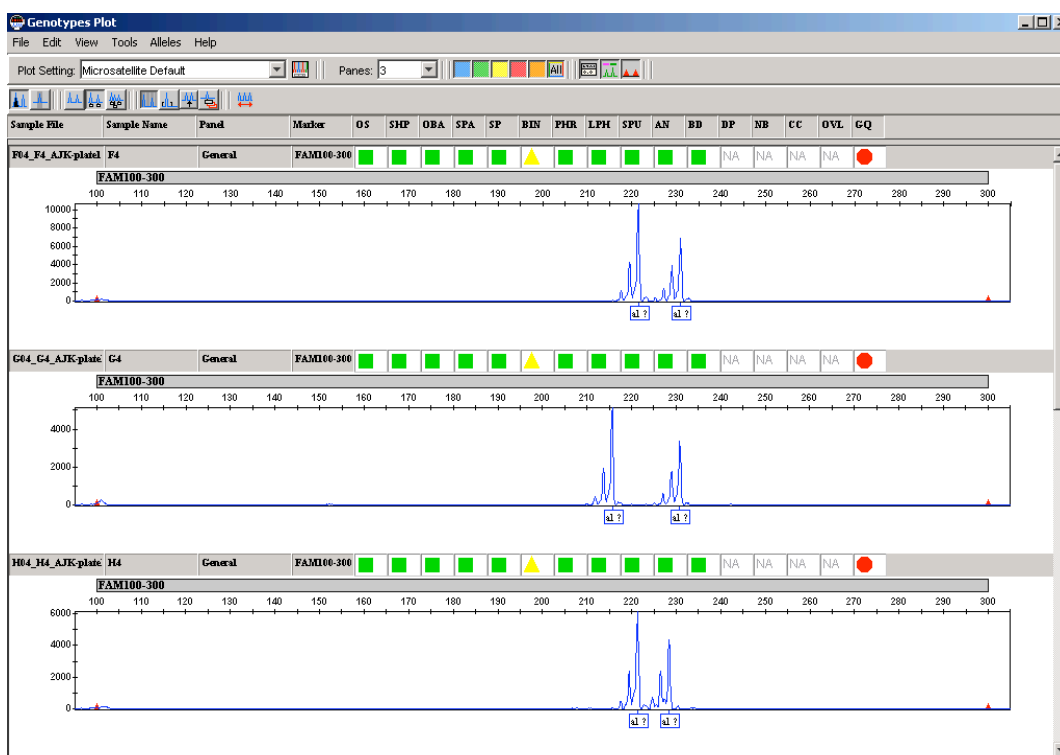 Genotypes Plot
File Edit View Tools Alleles Help
Plot Setting: Microsatellite Default Panes: 3 All
Sample File Sample Name Panel Marker OS SHP OBA SPA SP BIN PHR LPH SPU AN BD DP NB CC OVL GQ
F04_F4_AJK-plate1 F4 General FAM100-300 NA NA NA NA
FAM100-300
100 110 120 130 140 150 160 170 180 190 200 210 220 230 240 250 260 270 280 290 300
10000
8000
6000
4000
2000
0
al ? al ?
G04_G4_AJK-plate G4 General FAM100-300 NA NA NA NA
FAM100-300
100 110 120 130 140 150 160 170 180 190 200 210 220 230 240 250 260 270 280 290 300
4000
2000
0
al ? al ?
H04_H4_AJK-plate H4 General FAM100-300 NA NA NA NA
FAM100-300
100 110 120 130 140 150 160 170 180 190 200 210 220 230 240 250 260 270 280 290 300
6000
4000
2000
0
al ? al ?